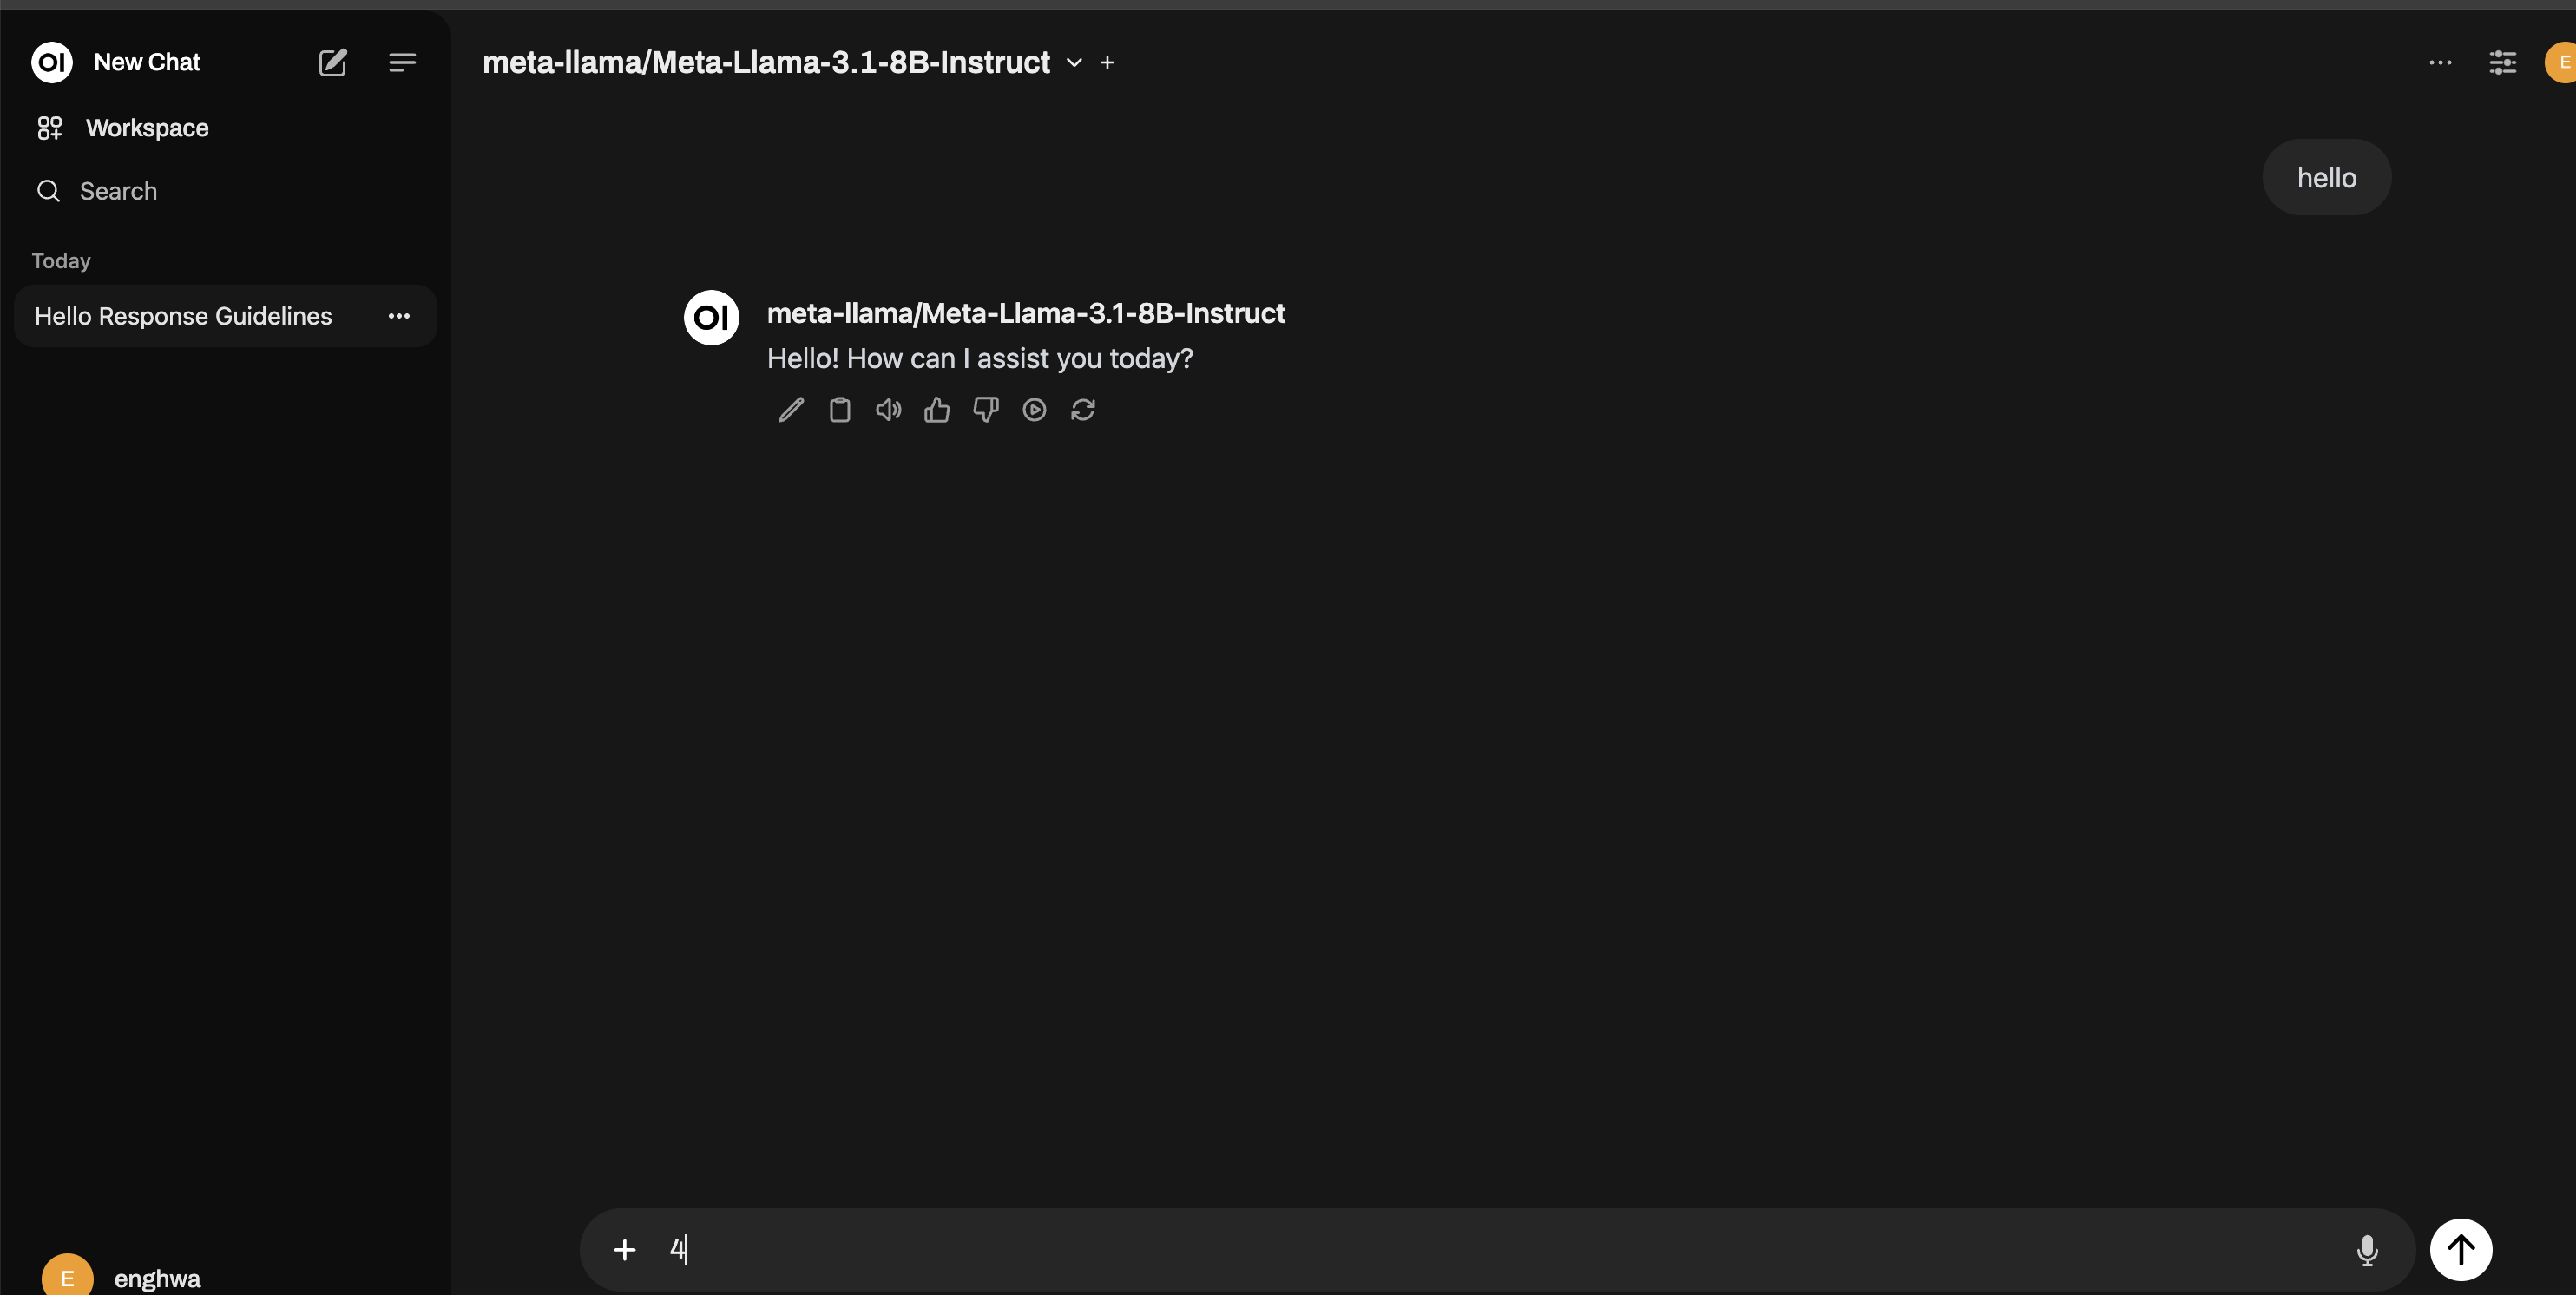 OI New Chat
Workspace
Search
Today
Hello Response Guidelines
E enghwa
meta-llama/Meta-Llama-3.1-8B-Instruct
E
hello
OI meta-llama/Meta-Llama-3.1-8B-Instruct
Hello! How can I assist you today?
4